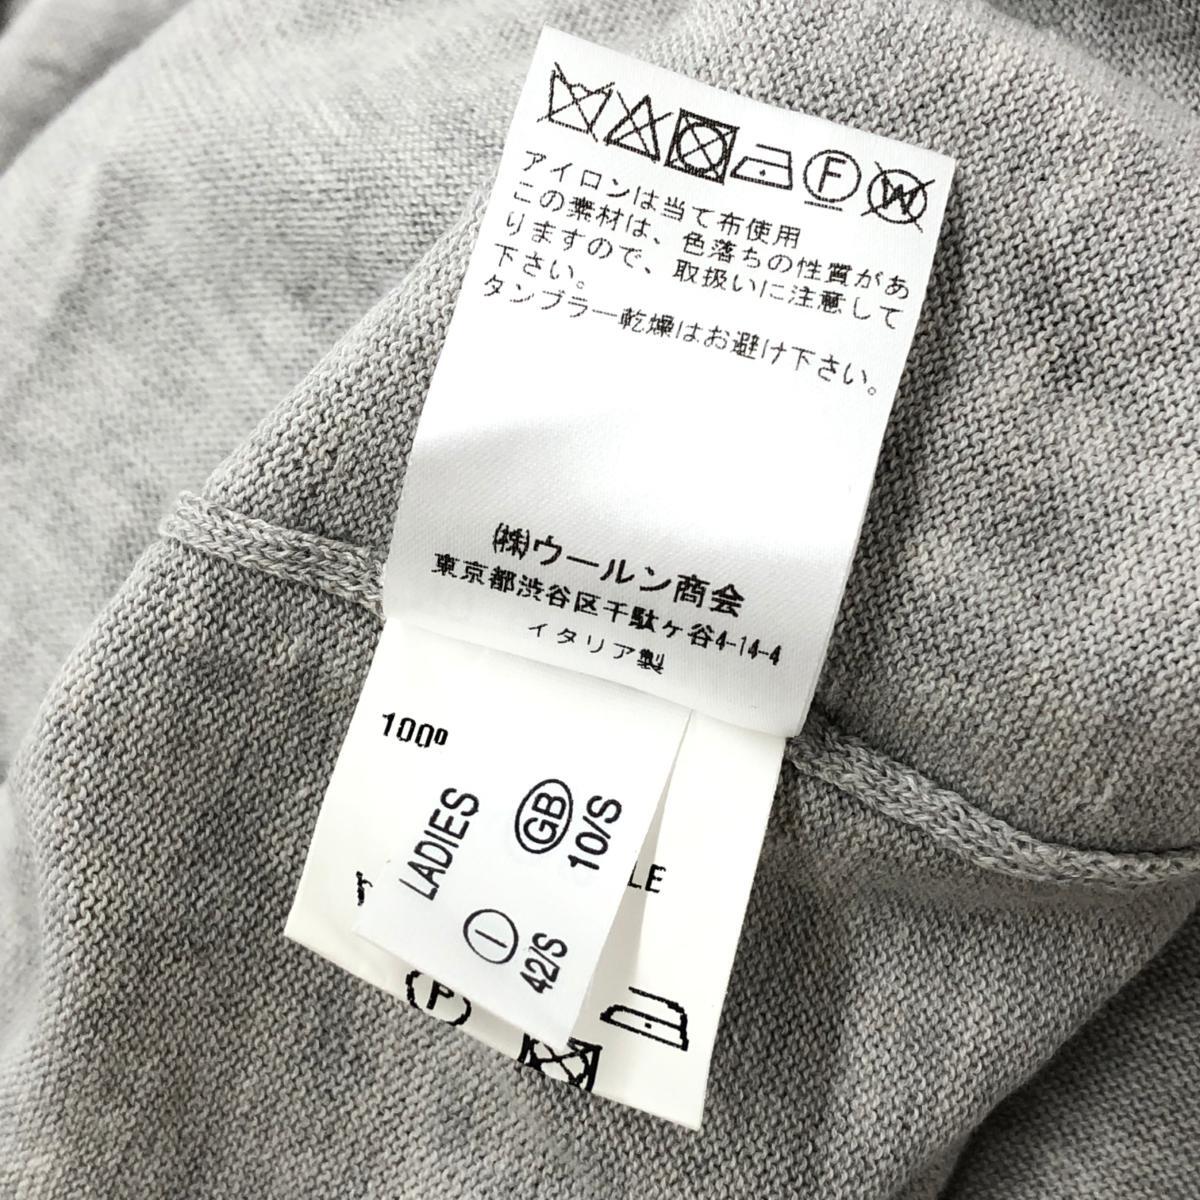 F W
アイロンは当て布使用
この素材は、色落ちの性質があ
りますので、取扱いに注意して
下さい。
タンブラー乾燥はお避け下さい。
㈱ウールン商会
東京都渋谷区千駄ヶ谷4-14-4
イタリア製
100º
LADIES
GB
10/S
I
42/S
LE
P